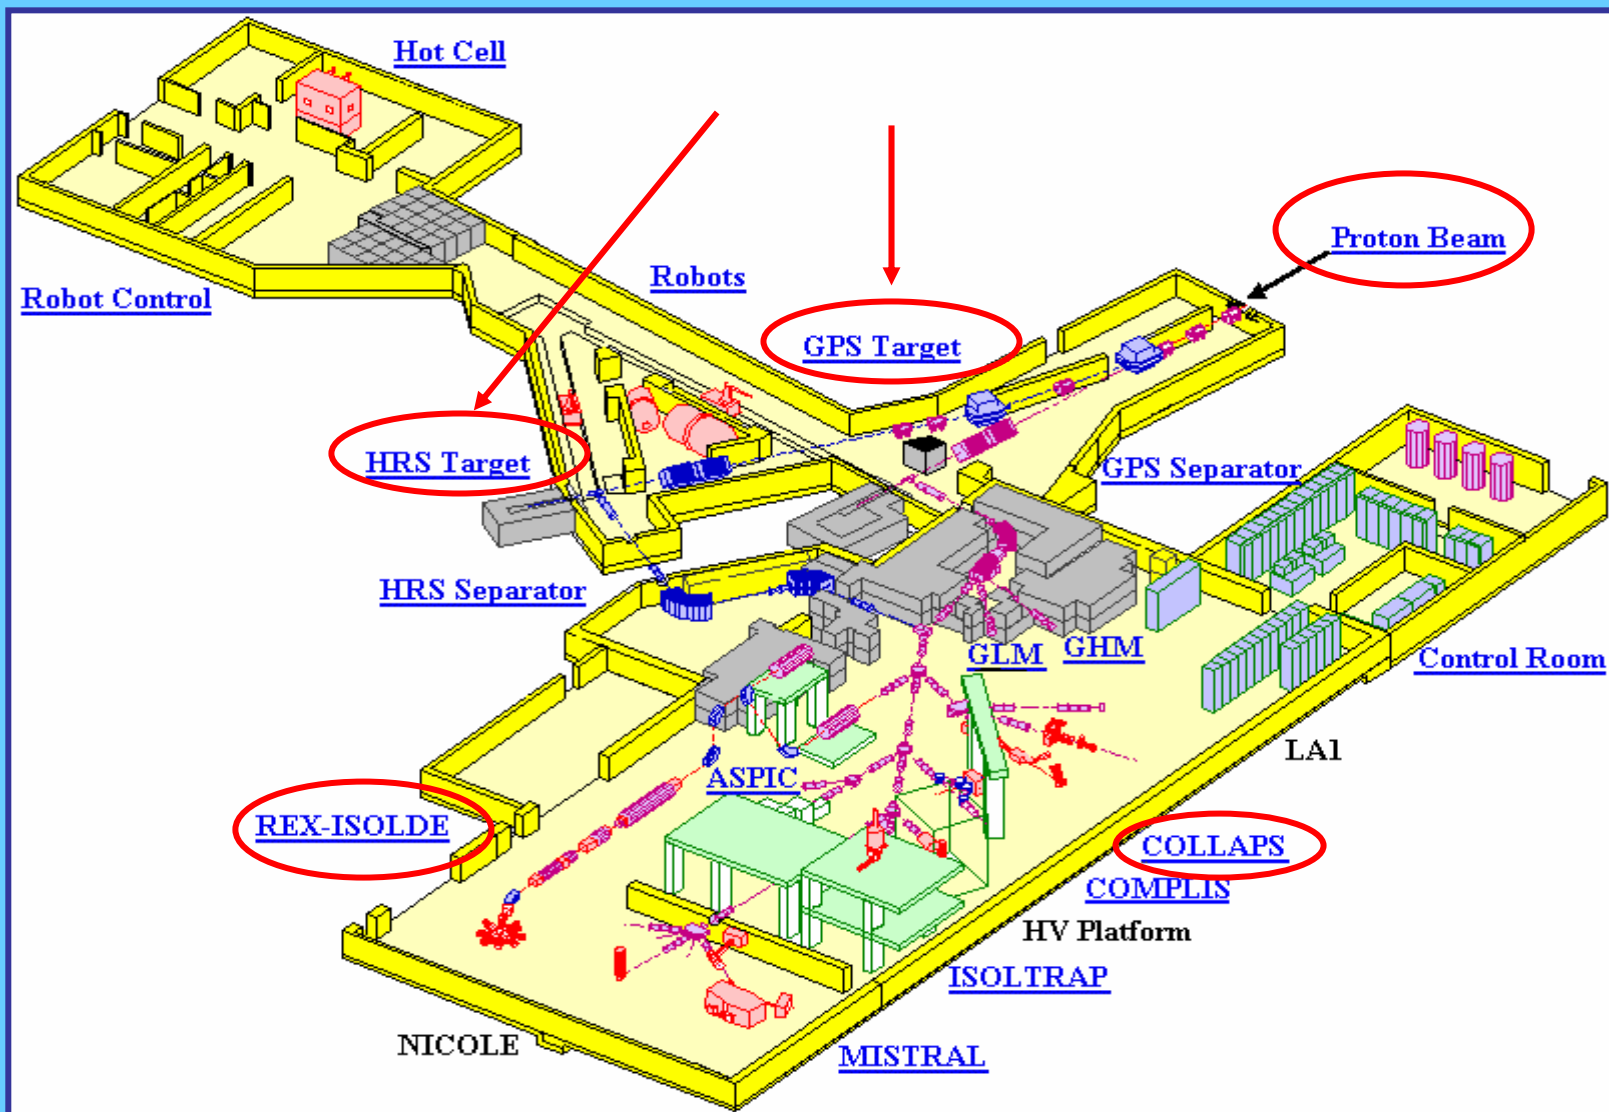 Hot Cell
Proton Beam
Robot Control
Robots
GPS Target
HRS Target
GPS Separator
HRS Separator
GLM
GHM
Control Room
LA1
ASPIC
REX-ISOLDE
COLLAPS
COMPLIS
HV Platform
ISOLTRAP
NICOLE
MISTRAL